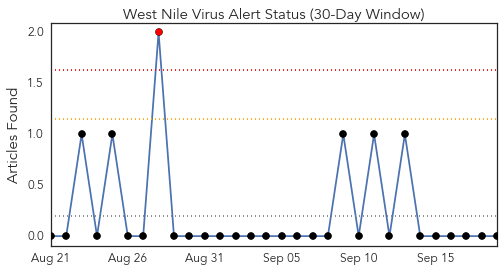 West Nile Virus Alert Status (30-Day Window)
Articles Found
2.0
1.5
1.0
0.5
0.0
Aug 21 Aug 26 Aug 31 Sep 05 Sep 10 Sep 15